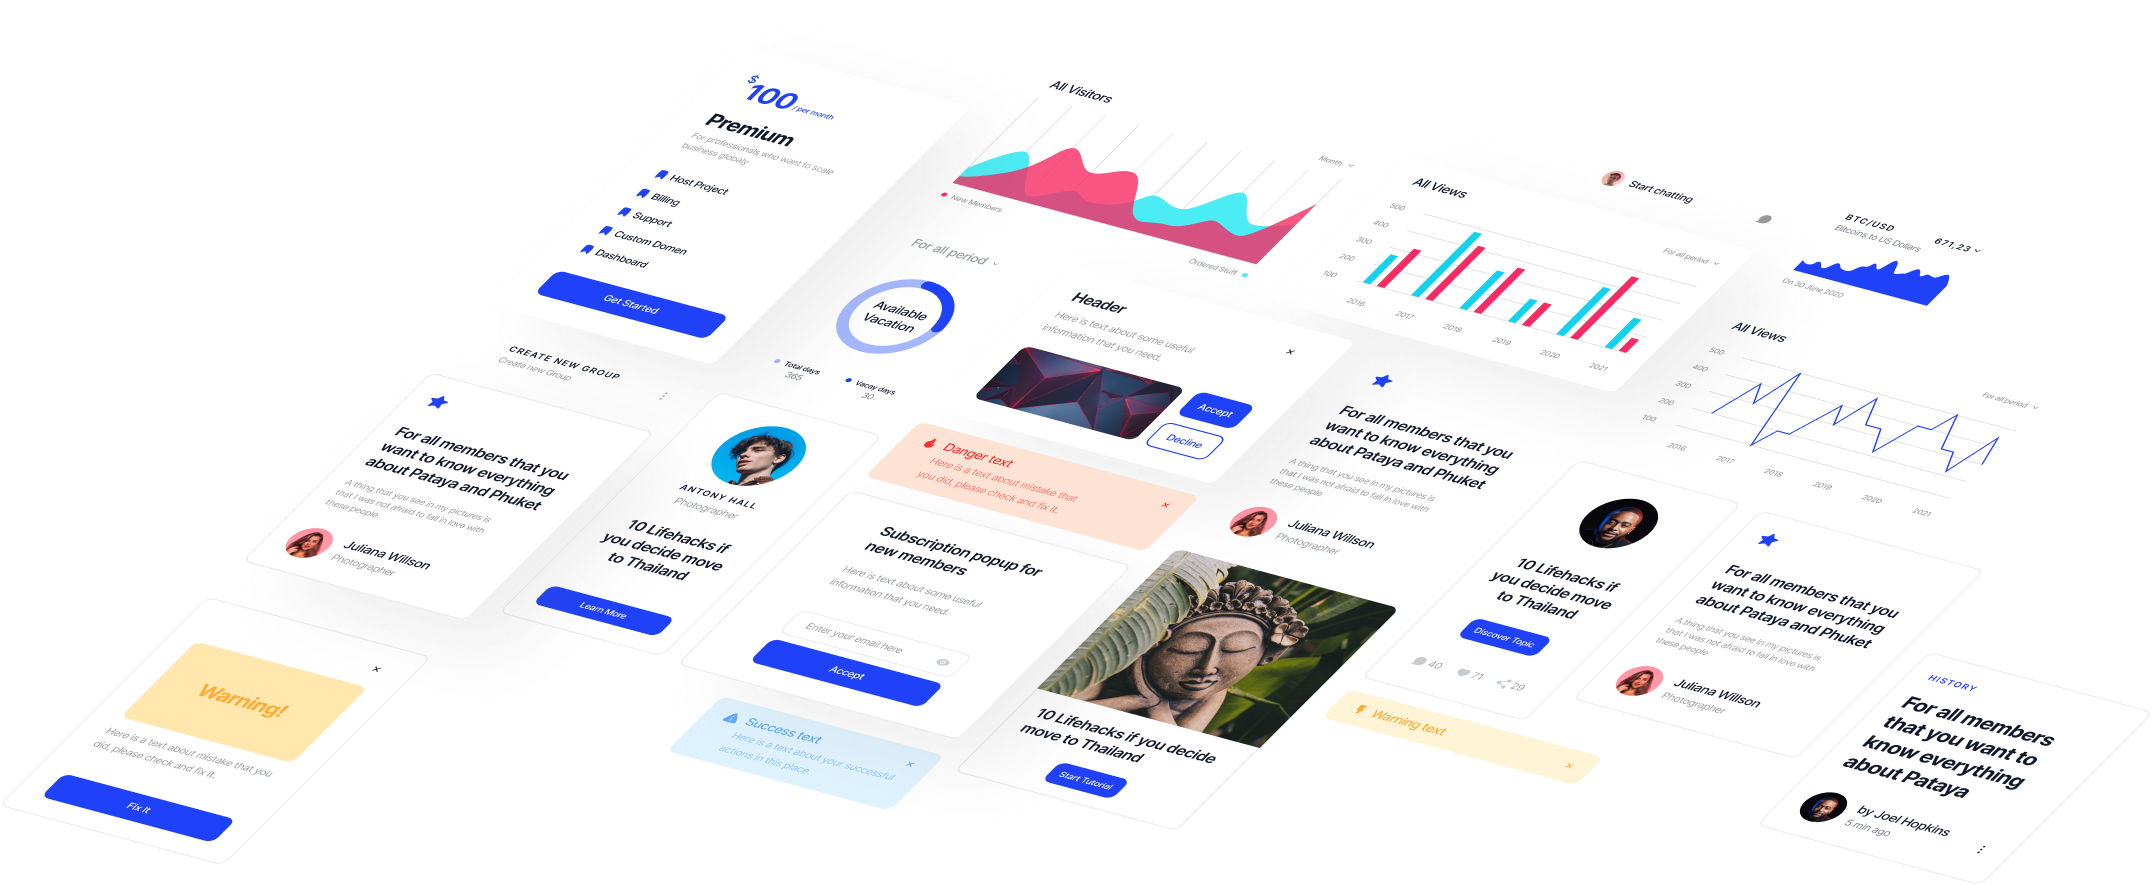 $
100 / per month
Premium
For professionals who want to scale
business globaly
Host Project
Billing
Support
Custom Domen
Dashboard
Get Started
All Visitors
Month
New Members
Ordered Stuff
For all period
Available
Vacation
Total days
365
Vacay days
30
Header
Here is text about some useful
information that you need.
Accept
Decline
All Views
For all period
500
400
300
200
100
2016
2017
2018
2019
2020
2021
Start chatting
BTC/USD
Bitcoins to US Dollars
671,23
On 30 June 2020
All Views
For all period
500
400
300
200
100
2016
2017
2018
2019
2020
2021
CREATE NEW GROUP
Create new Group
For all members that you
want to know everything
about Pataya and Phuket
A thing that you see in my pictures is
that I was not afraid to fall in love with
these people
Juliana Willson
Photographer
ANTONY HALL
Photographer
10 Lifehacks if
you decide move
to Thailand
Learn More
Danger text
Here is a text about mistake that
you did, please check and fix it.
Subscription popup for
new members
Here is text about some useful
information that you need.
Enter your email here
Accept
For all members that you
want to know everything
about Pataya and Phuket
A thing that you see in my pictures is
that I was not afraid to fall in love with
these people
Juliana Willson
Photographer
10 Lifehacks if
you decide move
to Thailand
Discover Topic
40
71
29
For all members that you
want to know everything
about Pataya and Phuket
A thing that you see in my pictures is
that I was not afraid to fall in love with
these people
Juliana Willson
Photographer
Warning!
Here is a text about mistake that you
did, please check and fix it.
Fix It
Success text
Here is a text about your successful
actions in this place.
10 Lifehacks if you decide
move to Thailand
Start Tutorial
Warning text
HISTORY
For all members
that you want to
know everything
about Pataya
by Joel Hopkins
5 min ago